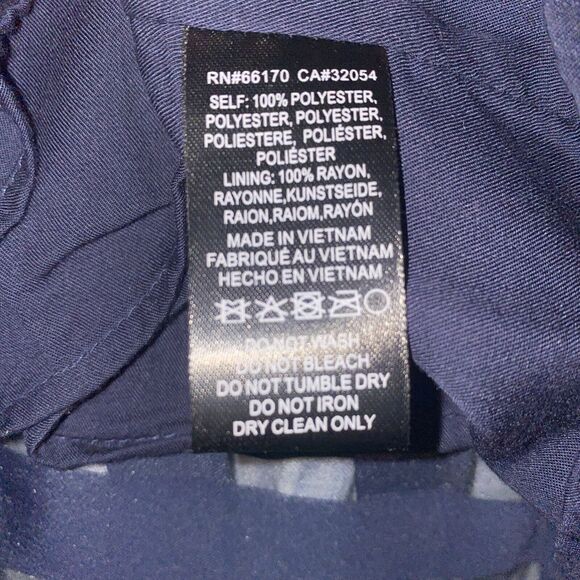 RN#66170 CA#32054
SELF: 100% POLYESTER,
POLYESTER, POLYESTER,
POLIESTERE, POLIÉSTER,
POLIÉSTER
LINING: 100% RAYON,
RAYONNE,KUNSTSEIDE,
RAION,RAIOM,RAYÓN
MADE IN VIETNAM
FABRIQUÉ AU VIETNAM
HECHO EN VIETNAM
DO NOT WASH
DO NOT BLEACH
DO NOT TUMBLE DRY
DO NOT IRON
DRY CLEAN ONLY